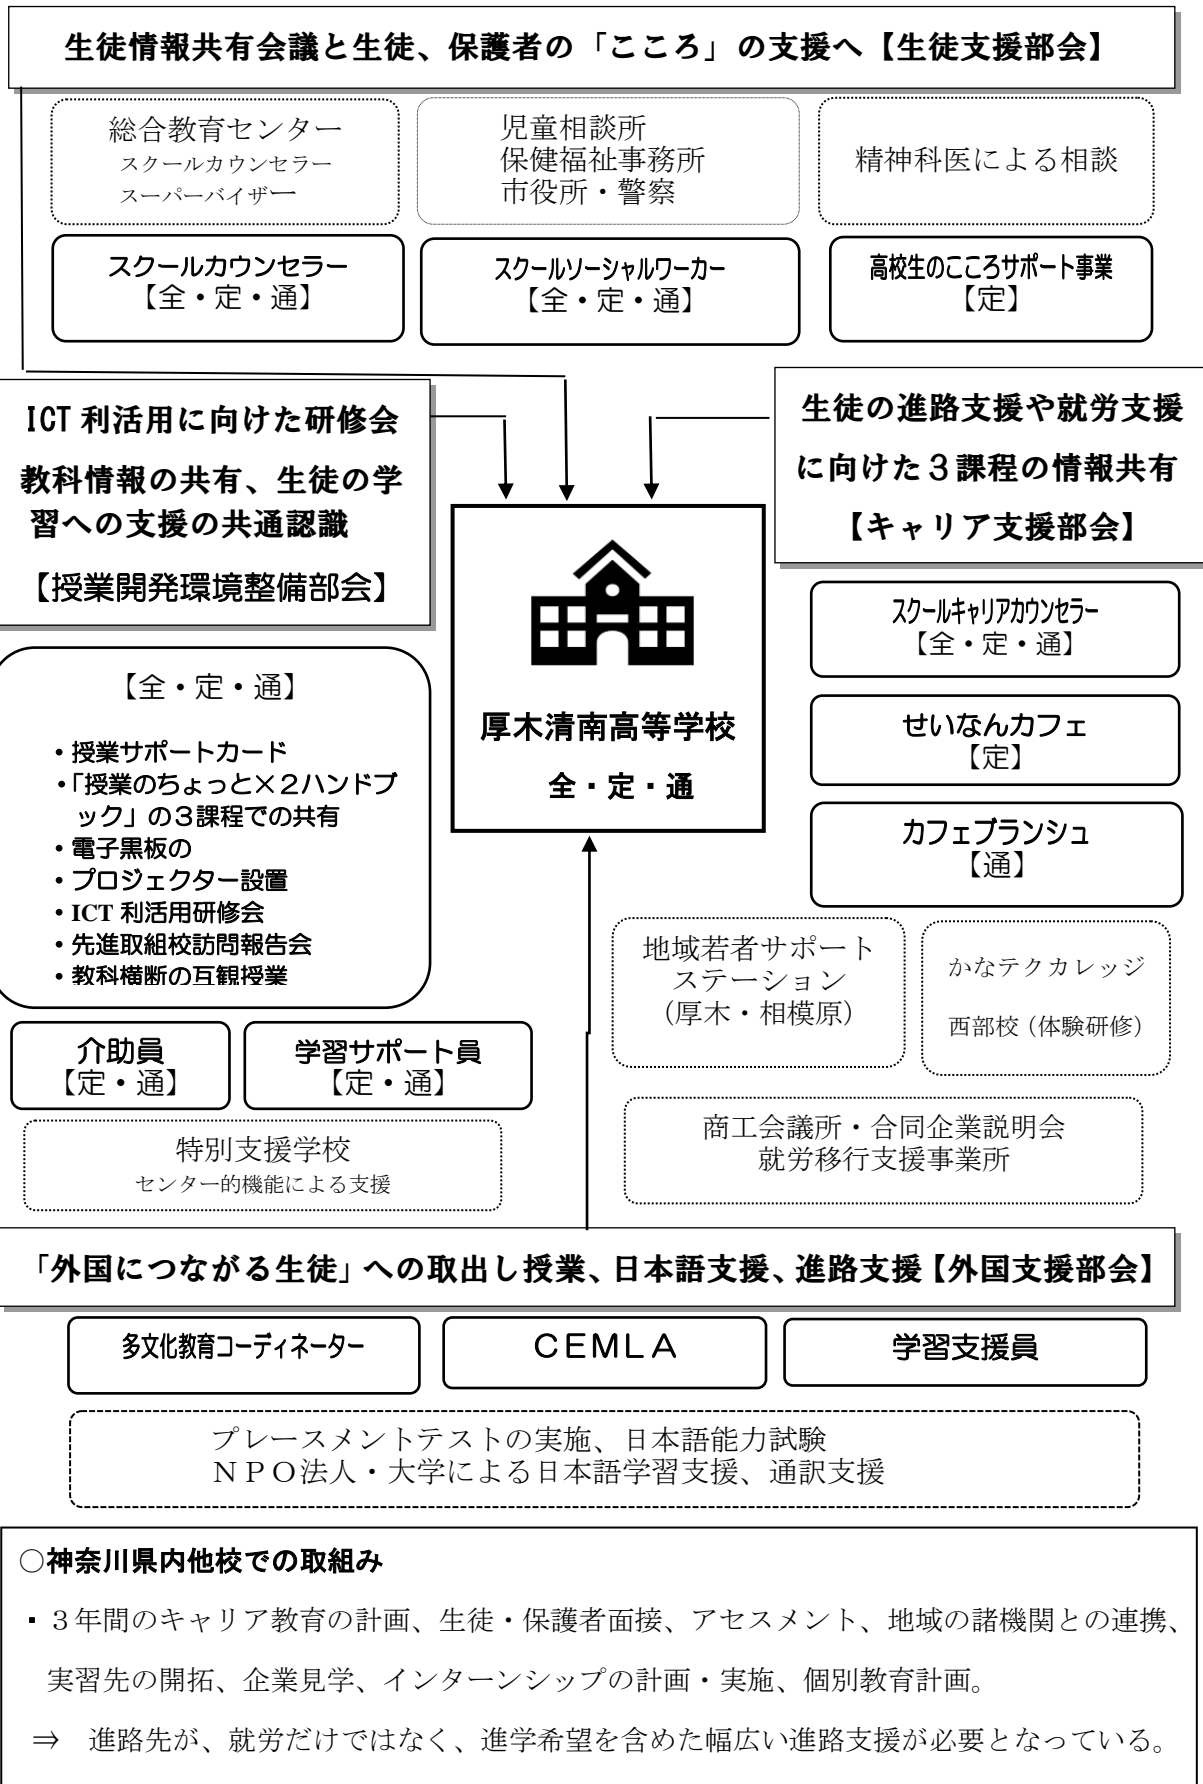 生徒情報共有会議と生徒、保護者の「こころ」の支援へ【生徒支援部会】
総合教育センター
スクールカウンセラー
スーパーバイザー
児童相談所
保健福祉事務所
市役所・警察
精神科医による相談
スクールカウンセラー
【全・定・通】
スクールソーシャルワーカー
【全・定・通】
高校生のこころサポート事業
【定】
ICT 利活用に向けた研修会
教科情報の共有、生徒の学
習への支援の共通認識
【授業開発環境整備部会】
生徒の進路支援や就労支援
に向けた３課程の情報共有
【キャリア支援部会】
厚木清南高等学校
全・定・通
スクールキャリアカウンセラー
【全・定・通】
せいなんカフェ
【定】
カフェブランシュ
【通】
【全・定・通】
・授業サポートカード
・「授業のちょっと×２ハンドブ
ック」の３課程での共有
・電子黒板の
・プロジェクター設置
・ICT 利活用研修会
・先進取組校訪問報告会
・教科横断の互観授業
地域若者サポート
ステーション
（厚木・相模原）
かなテクカレッジ
西部校（体験研修）
介助員
【定・通】
学習サポート員
【定・通】
特別支援学校
センター的機能による支援
商工会議所・合同企業説明会
就労移行支援事業所
「外国につながる生徒」への取出し授業、日本語支援、進路支援【外国支援部会】
多文化教育コーディネーター
ＣＥＭＬＡ
学習支援員
プレースメントテストの実施、日本語能力試験
ＮＰＯ法人・大学による日本語学習支援、通訳支援
○神奈川県内他校での取組み
・３年間のキャリア教育の計画、生徒・保護者面接、アセスメント、地域の諸機関との連携、
実習先の開拓、企業見学、インターンシップの計画・実施、個別教育計画。
⇒　進路先が、就労だけではなく、進学希望を含めた幅広い進路支援が必要となっている。